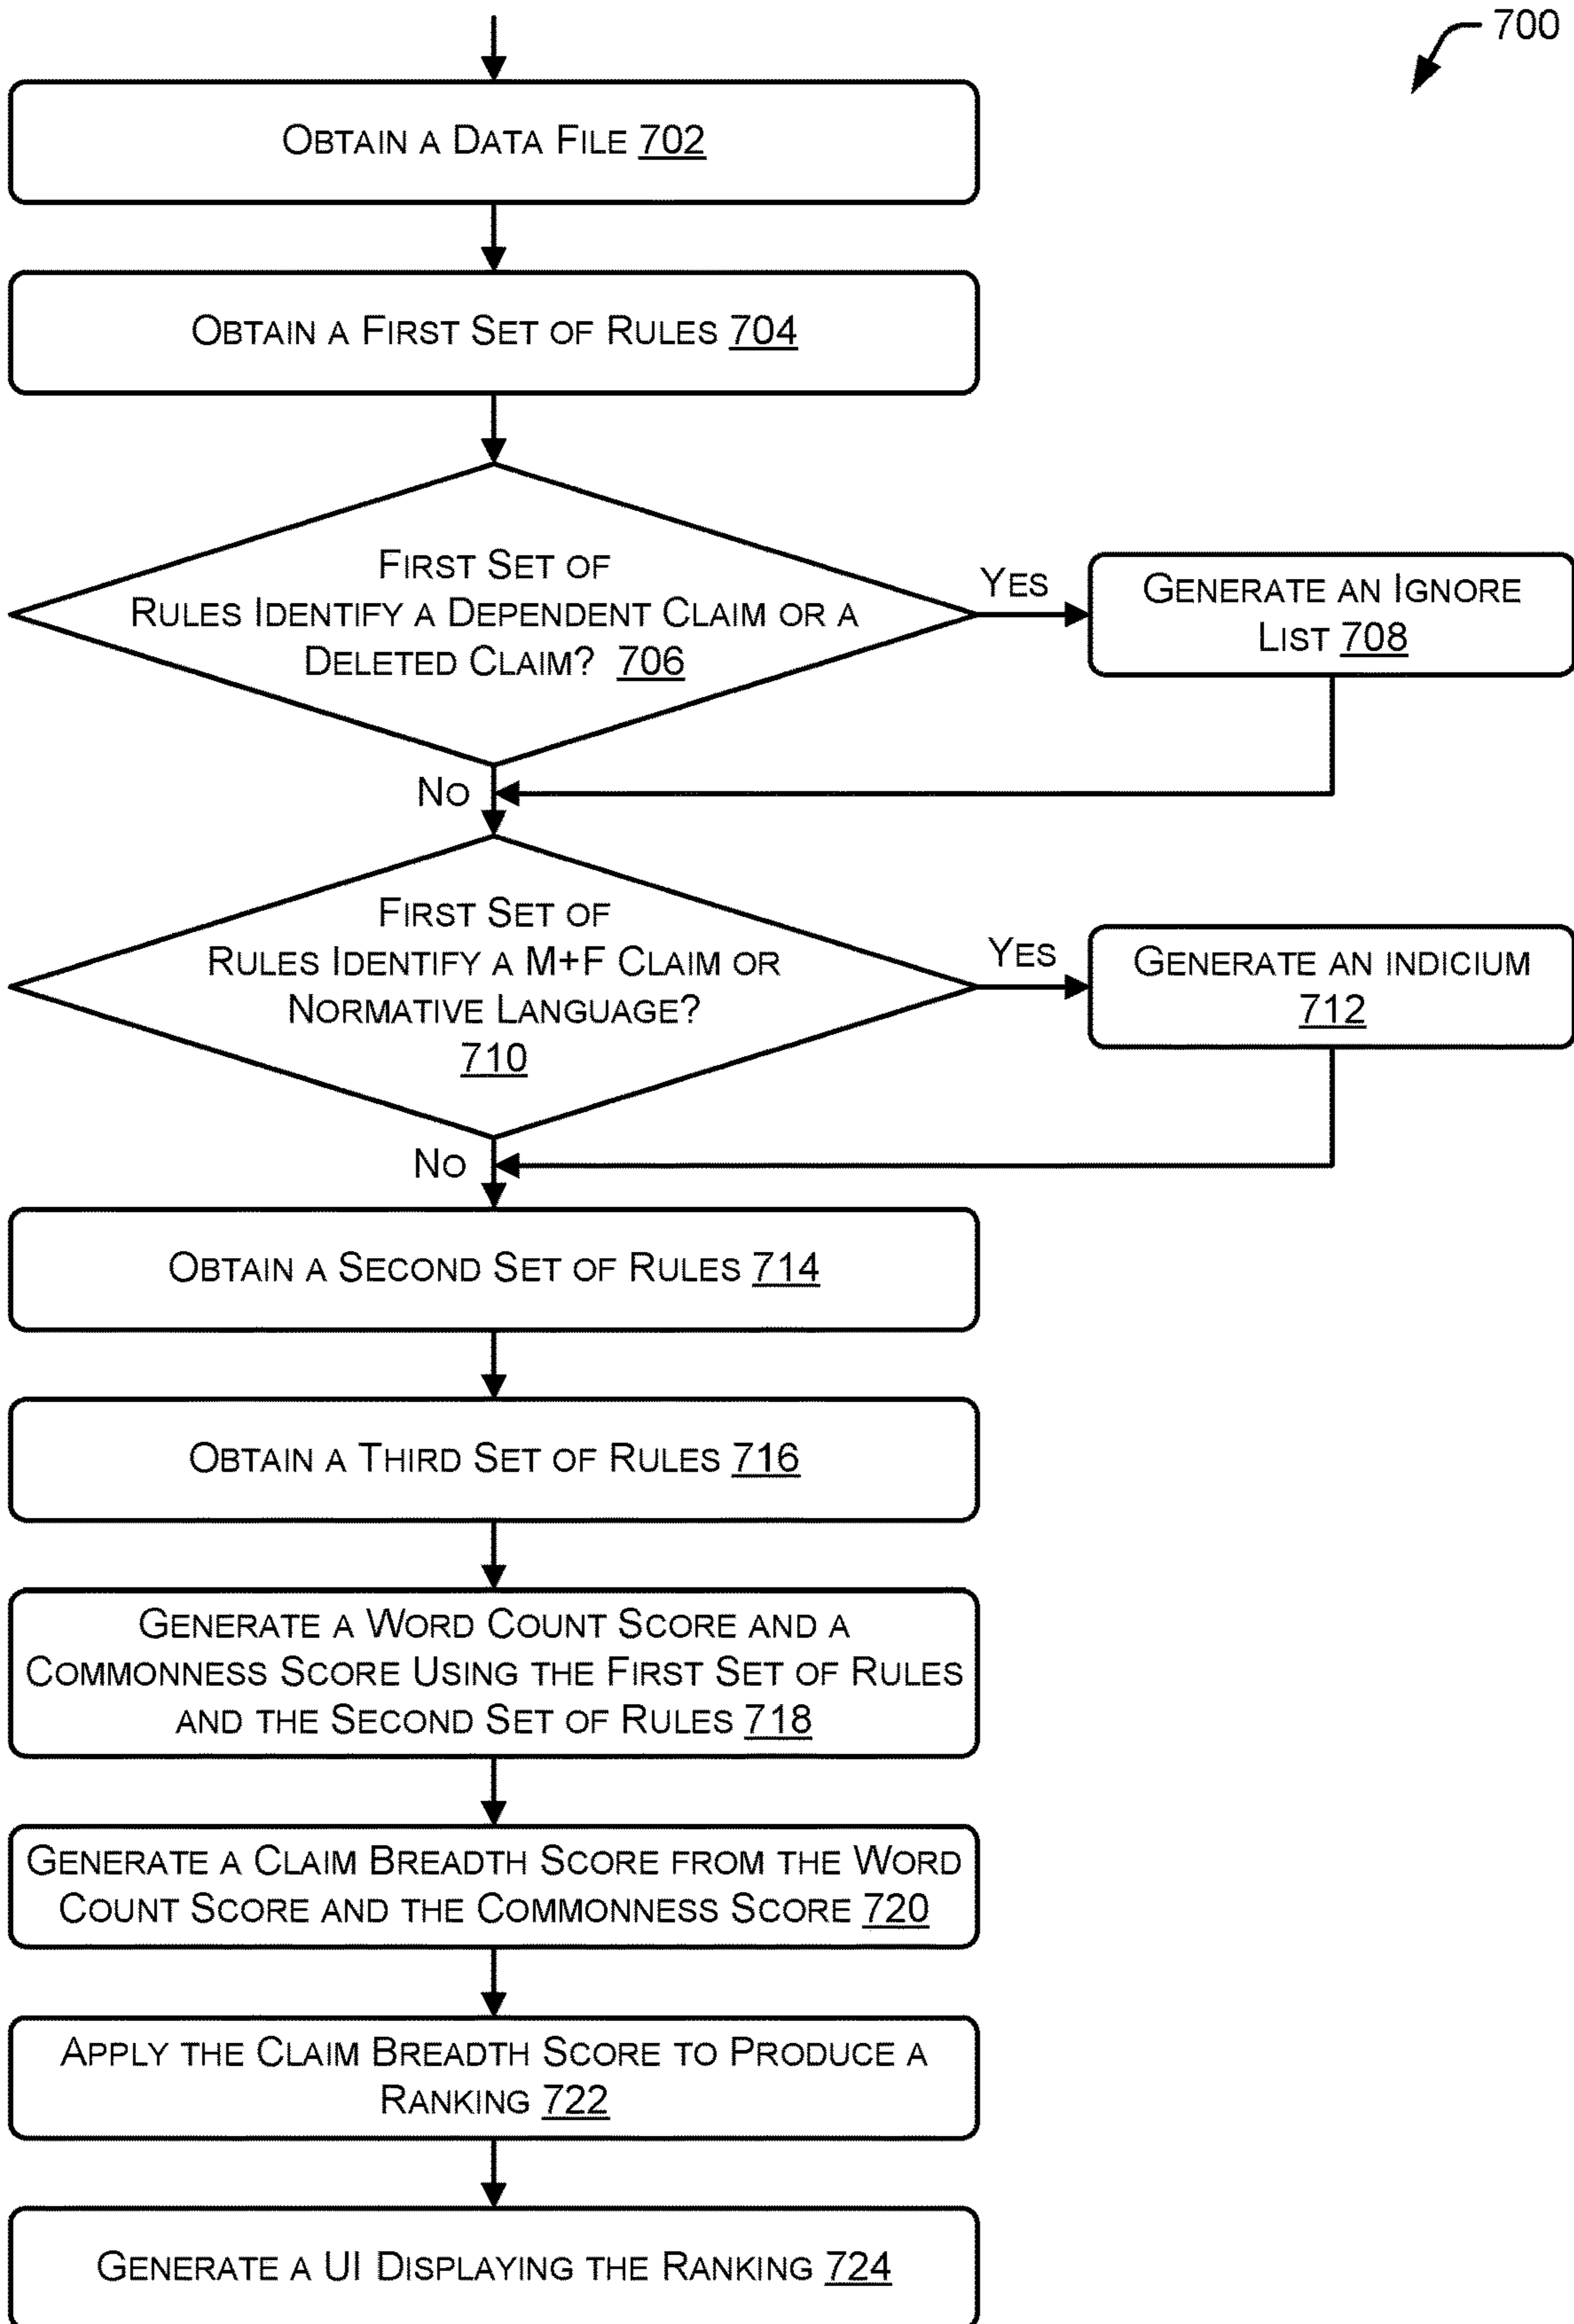 700
OBTAIN A DATA FILE 702
OBTAIN A FIRST SET OF RULES 704
FIRST SET OF
RULES IDENTIFY A DEPENDENT CLAIM OR A
DELETED CLAIM? 706
YES
GENERATE AN IGNORE
LIST 708
NO
FIRST SET OF
RULES IDENTIFY A M+F CLAIM OR
NORMATIVE LANGUAGE?
710
YES
GENERATE AN INDICIUM
712
NO
OBTAIN A SECOND SET OF RULES 714
OBTAIN A THIRD SET OF RULES 716
GENERATE A WORD COUNT SCORE AND A
COMMONNESS SCORE USING THE FIRST SET OF RULES
AND THE SECOND SET OF RULES 718
GENERATE A CLAIM BREADTH SCORE FROM THE WORD
COUNT SCORE AND THE COMMONNESS SCORE 720
APPLY THE CLAIM BREADTH SCORE TO PRODUCE A
RANKING 722
GENERATE A UI DISPLAYING THE RANKING 724